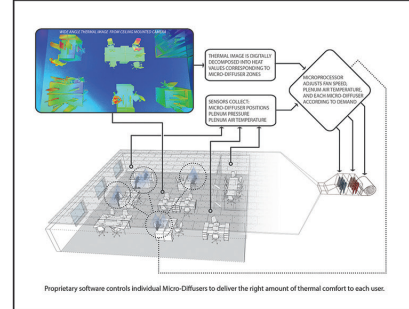 WIDE ANGLE THERMAL IMAGE FROM CEILING MOUNTED CAMERA
THERMAL IMAGE IS DIGITALLY
DECOMPOSED INTO HEAT
VALUES CORRESPONDING TO
MICRO-DIFFUSER ZONES
SENSORS COLLECT:
MICRO-DIFFUSER POSITIONS
PLENUM PRESSURE
PLENUM AIR TEMPERATURE
MICROPROCESSOR
ADJUSTS FAN SPEED,
PLENUM AIR TEMPERATURE,
AND EACH MICRO-DIFFUSER
ACCORDING TO DEMAND
Proprietary software controls individual Micro-Diffusers to deliver the right amount of thermal comfort to each user.